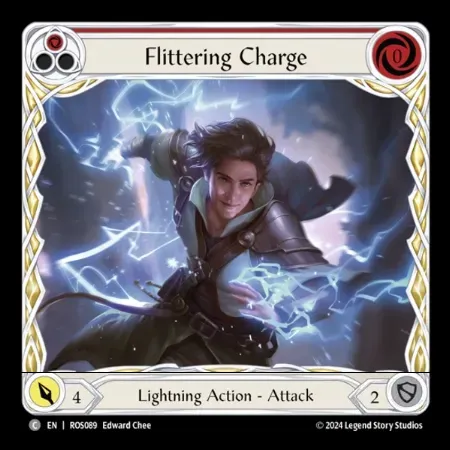 Flittering Charge
0
4
Lightning Action - Attack
2
C EN | ROS089 Edward Chee
© 2024 Legend Story Studios